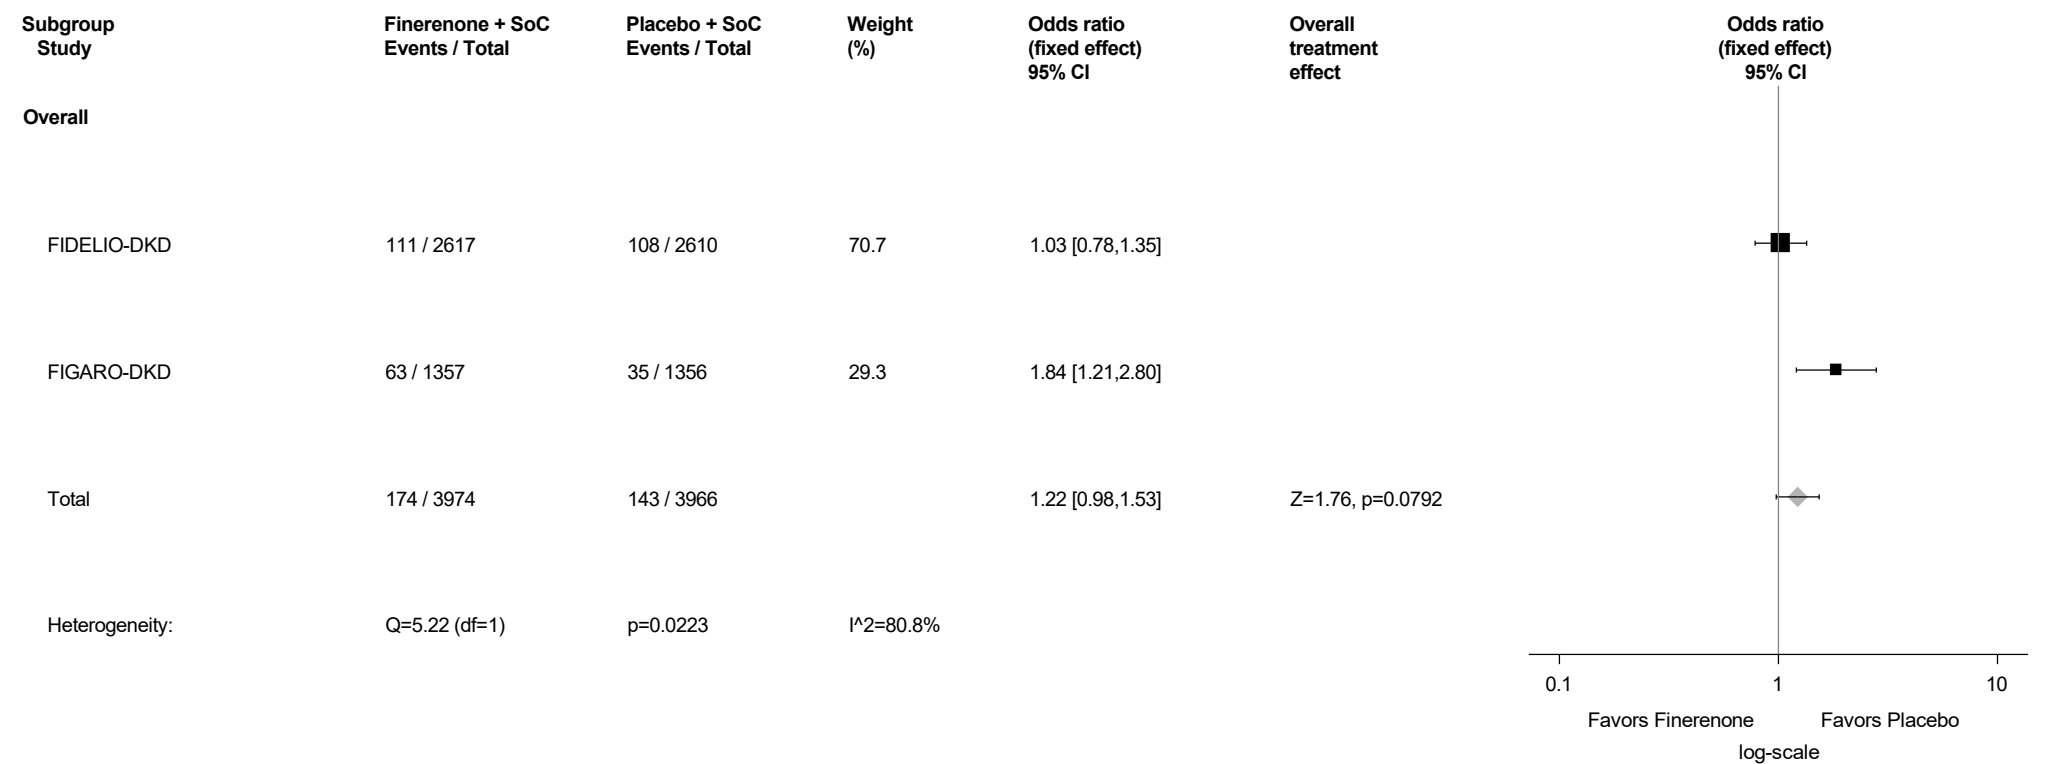 Subgroup Finerenone + SoC Placebo + SoC Weight Odds ratio Overall Odds ratio
Study Events / Total Events / Total (%) (fixed effect) treatment (fixed effect)
95% CI effect 95% CI
Overall
FIDELIO-DKD 111 / 2617 108 / 2610 70.7 1.03 [0.78,1.35]
FIGARO-DKD 63 / 1357 35 / 1356 29.3 1.84 [1.21,2.80]
Total 174 / 3974 143 / 3966 1.22 [0.98,1.53] Z=1.76, p=0.0792
Heterogeneity: Q=5.22 (df=1) p=0.0223 I^2=80.8%
0.1 1 10
Favors Finerenone Favors Placebo
log-scale